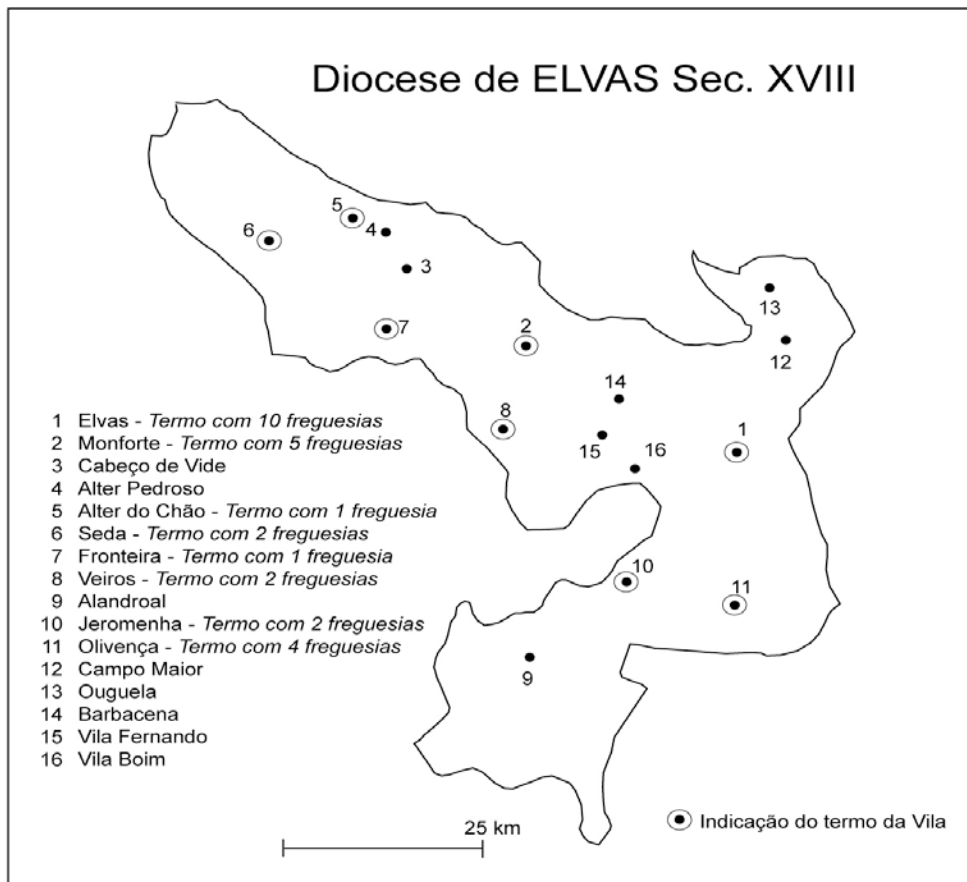 Diocese de ELVAS Sec. XVIII
5
4
6
3
13
7
2
12
14
8
1
15
16
10
11
9
1 Elvas - Termo com 10 freguesias
2 Monforte - Termo com 5 freguesias
3 Cabeço de Vide
4 Alter Pedroso
5 Alter do Chão - Termo com 1 freguesia
6 Seda - Termo com 2 freguesias
7 Fronteira - Termo com 1 freguesia
8 Veiros - Termo com 2 freguesias
9 Alandroal
10 Jeromenha - Termo com 2 freguesias
11 Olivença - Termo com 4 freguesias
12 Campo Maior
13 Ouguela
14 Barbacena
15 Vila Fernando
16 Vila Boim
25 km
Indicação do termo da Vila